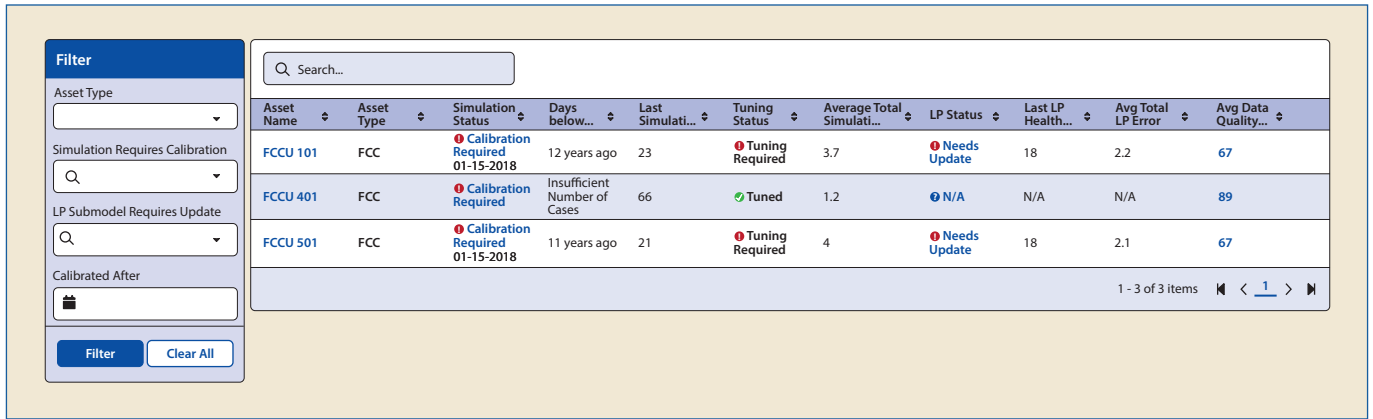 Filter
Asset Type
Simulation Requires Calibration
LP Submodel Requires Update
Calibrated After
Filter Clear All
Search...
Asset Name Asset Type Simulation Status Days below... Last Simulati... Tuning Status Average Total Simulati... LP Status Last LP Health... Avg Total LP Error Avg Data Quality...
FCCU 101 FCC Calibration Required 01-15-2018 12 years ago 23 Tuning Required 3.7 Needs Update 18 2.2 67
FCCU 401 FCC Calibration Required Insufficient Number of Cases 66 Tuned 1.2 N/A N/A N/A 89
FCCU 501 FCC Calibration Required 01-15-2018 11 years ago 21 Tuning Required 4 Needs Update 18 2.1 67
1 - 3 of 3 items 1